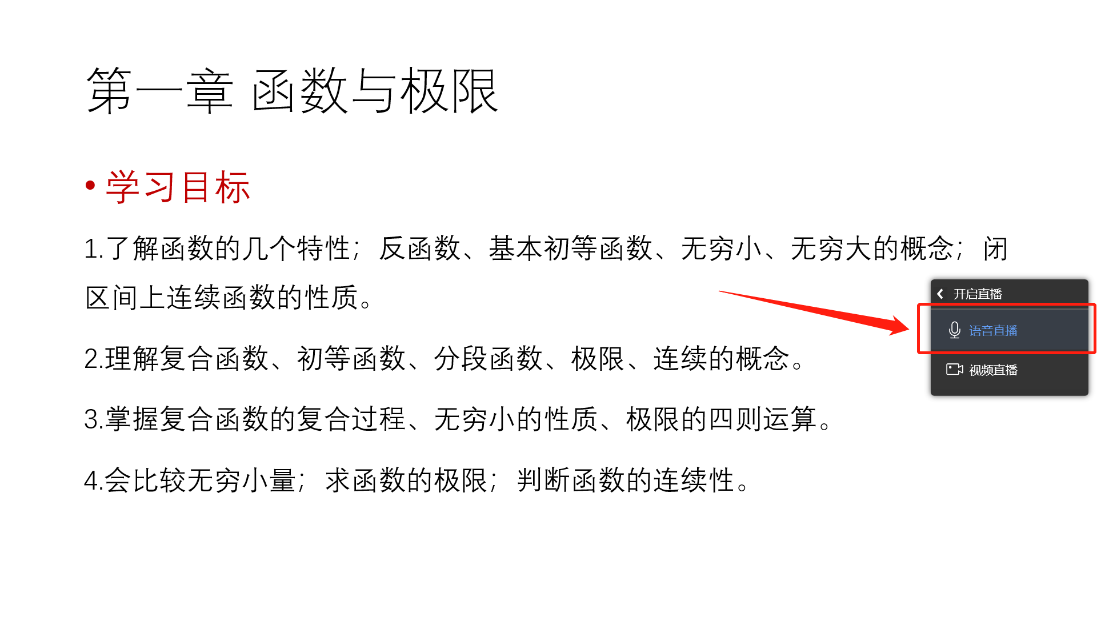 第一章 函数与极限
• 学习目标
1.了解函数的几个特性；反函数、基本初等函数、无穷小、无穷大的概念；闭
区间上连续函数的性质。
开启直播
语音直播
2.理解复合函数、初等函数、分段函数、极限、连续的概念。
视频直播
3.掌握复合函数的复合过程、无穷小的性质、极限的四则运算。
4.会比较无穷小量；求函数的极限；判断函数的连续性。